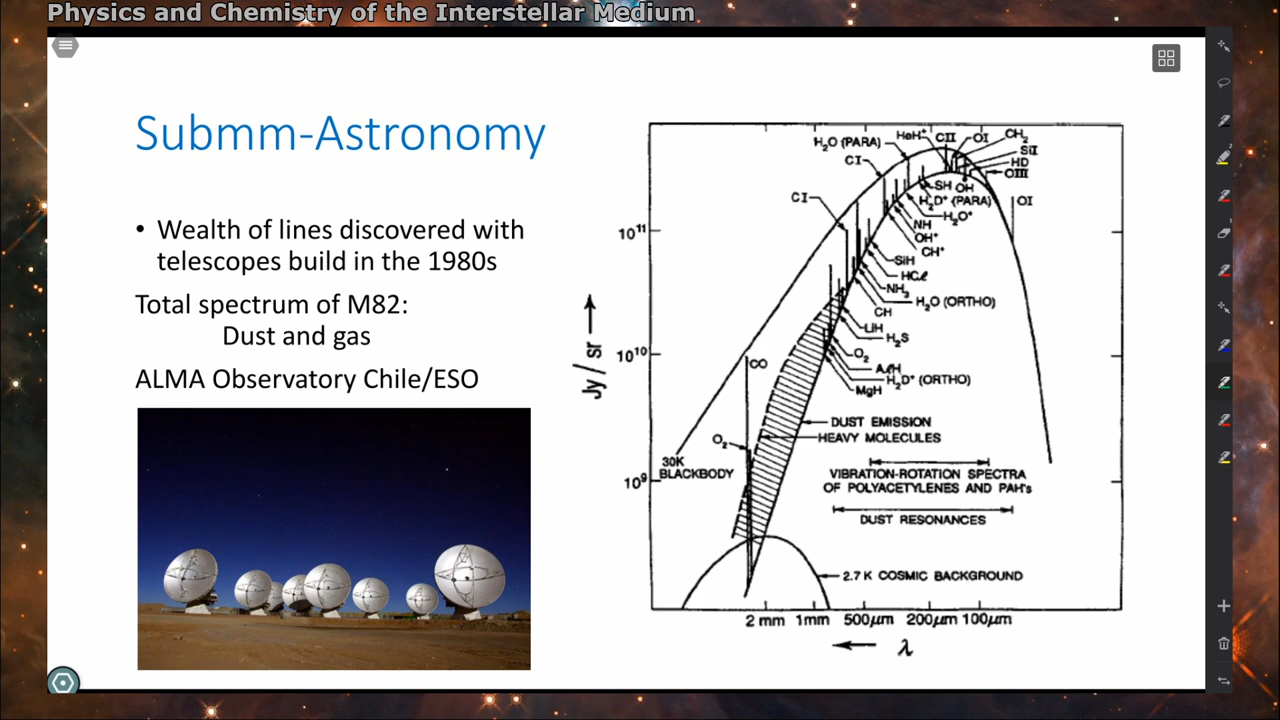 Physics and Chemistry of the Interstellar Medium
Submm-Astronomy
• Wealth of lines discovered with
telescopes build in the 1980s
Total spectrum of M82:
Dust and gas
ALMA Observatory Chile/ESO
Jy/sr
10¹¹
10¹⁰
10⁹
H₂O (PARA)
HeH⁺
CII
OI
CH₂
SiI
HD
OIII
CI
CI
SH
OH
H₂D⁺ (PARA)
OI
H₂O⁺
NH
OH⁺
CH⁺
SiH
HCℓ
NH₃
H₂O (ORTHO)
CH
LiH
H₂S
O₂
AℓH
H₂D⁺ (ORTHO)
MgH
CO
O₂
DUST EMISSION
HEAVY MOLECULES
30K
BLACKBODY
VIBRATION-ROTATION SPECTRA
OF POLYACETYLENES AND PAH's
DUST RESONANCES
2.7 K COSMIC BACKGROUND
2 mm 1mm 500μm 200μm 100μm
λ